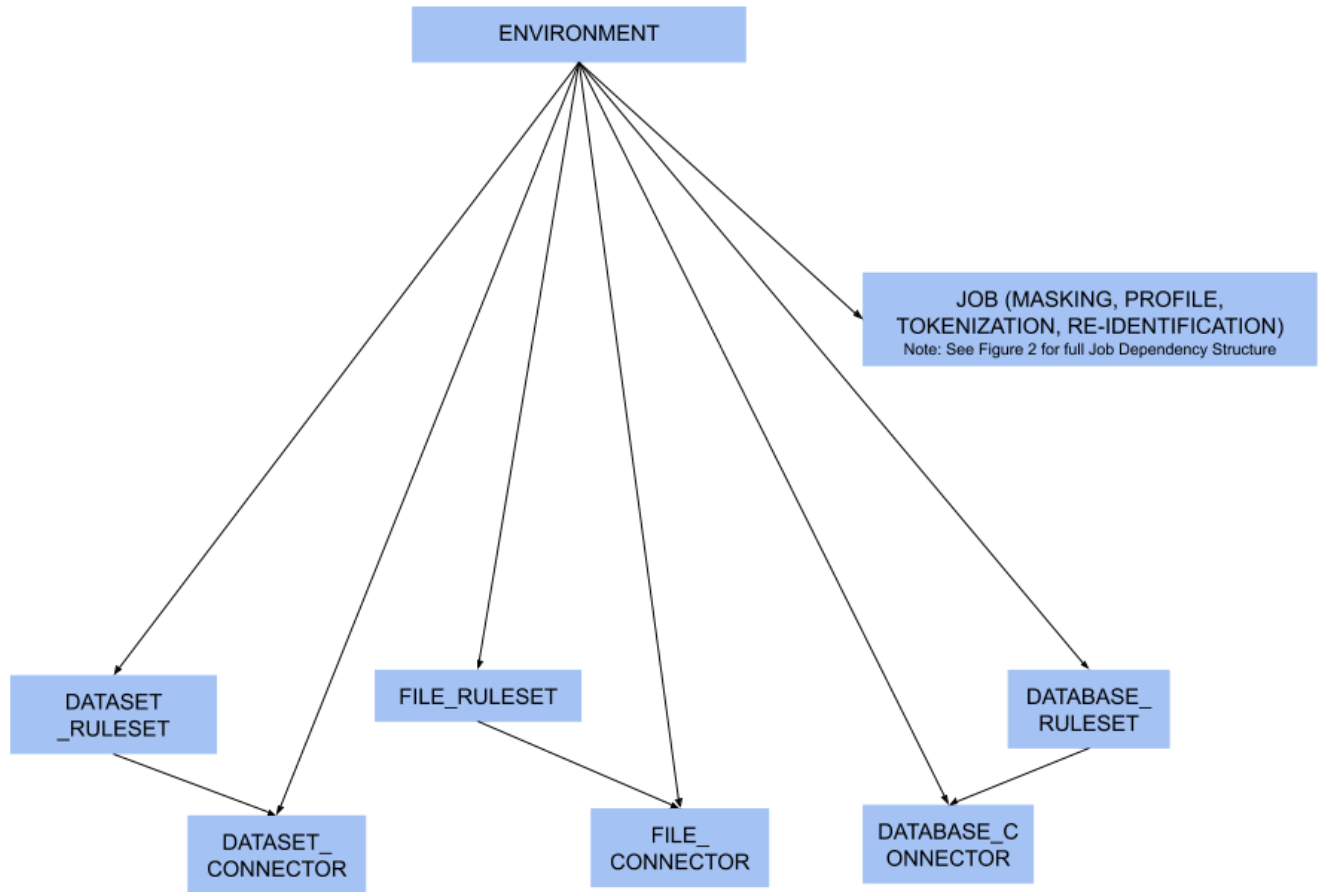 ENVIRONMENT
JOB (MASKING, PROFILE,
TOKENIZATION, RE-IDENTIFICATION)
Note: See Figure 2 for full Job Dependency Structure
DATASET
_RULESET
FILE_RULESET
DATABASE_
RULESET
DATASET_
CONNECTOR
FILE_
CONNECTOR
DATABASE_C
ONNECTOR